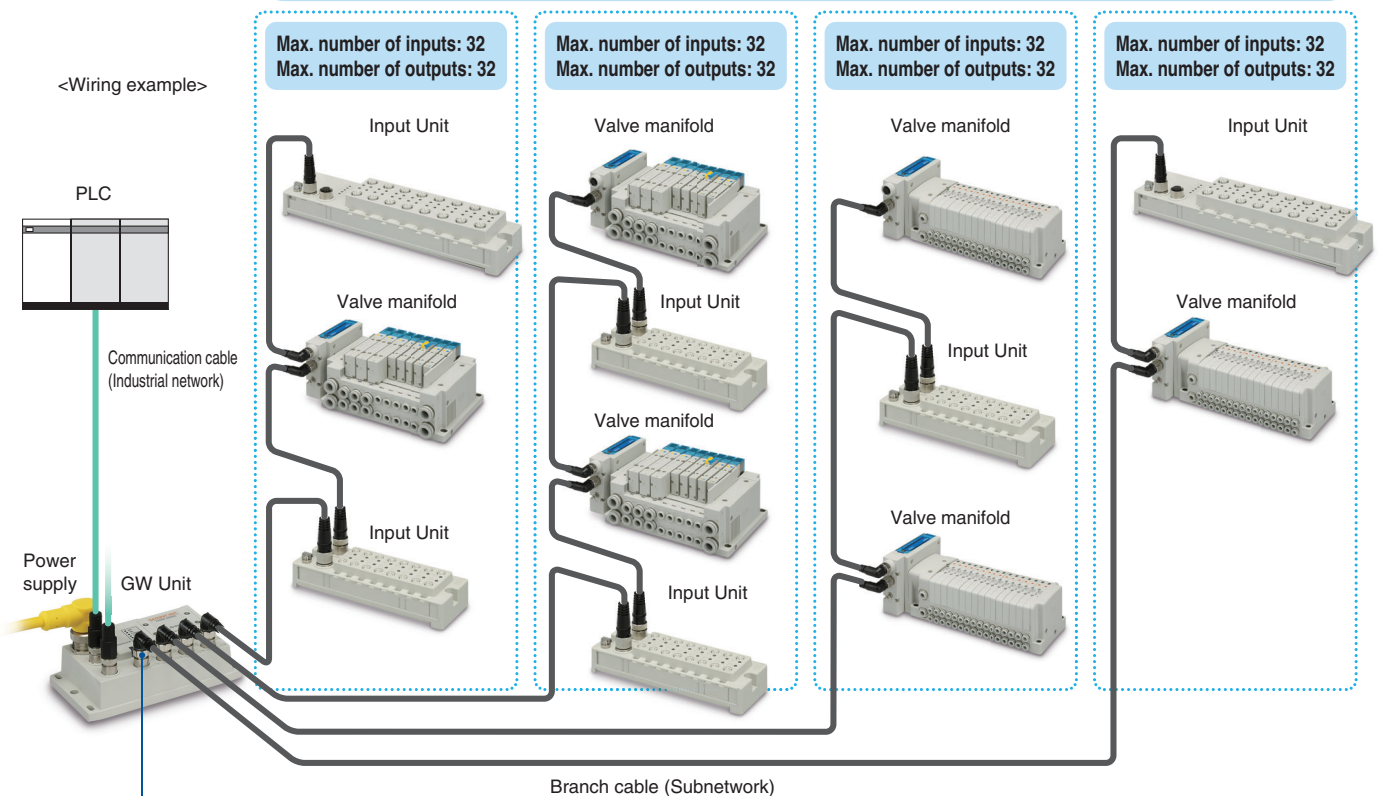 Max. number of inputs: 32
Max. number of outputs: 32
Max. number of inputs: 32
Max. number of outputs: 32
Max. number of inputs: 32
Max. number of outputs: 32
Max. number of inputs: 32
Max. number of outputs: 32
<Wiring example>
Input Unit
Valve manifold
Valve manifold
Input Unit
PLC
Valve manifold
Input Unit
Valve manifold
Communication cable
(Industrial network)
Input Unit
Valve manifold
Valve manifold
Input Unit
Power
supply
GW Unit
Input Unit
Branch cable (Subnetwork)